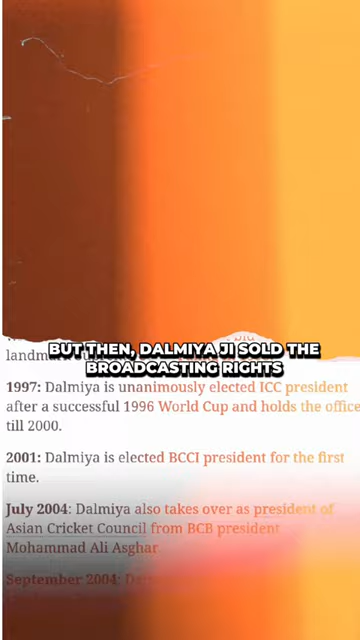 BUT THEN, DALMIYA JI SOLD THE
BROADCASTING RIGHTS
1997: Dalmiya is unanimously elected ICC president
after a successful 1996 World Cup and holds the office
till 2000.
2001: Dalmiya is elected BCCI president for the first
time.
July 2004: Dalmiya also takes over as president of
Asian Cricket Council from BCB president
Mohammad Ali Asghar
September 2004: